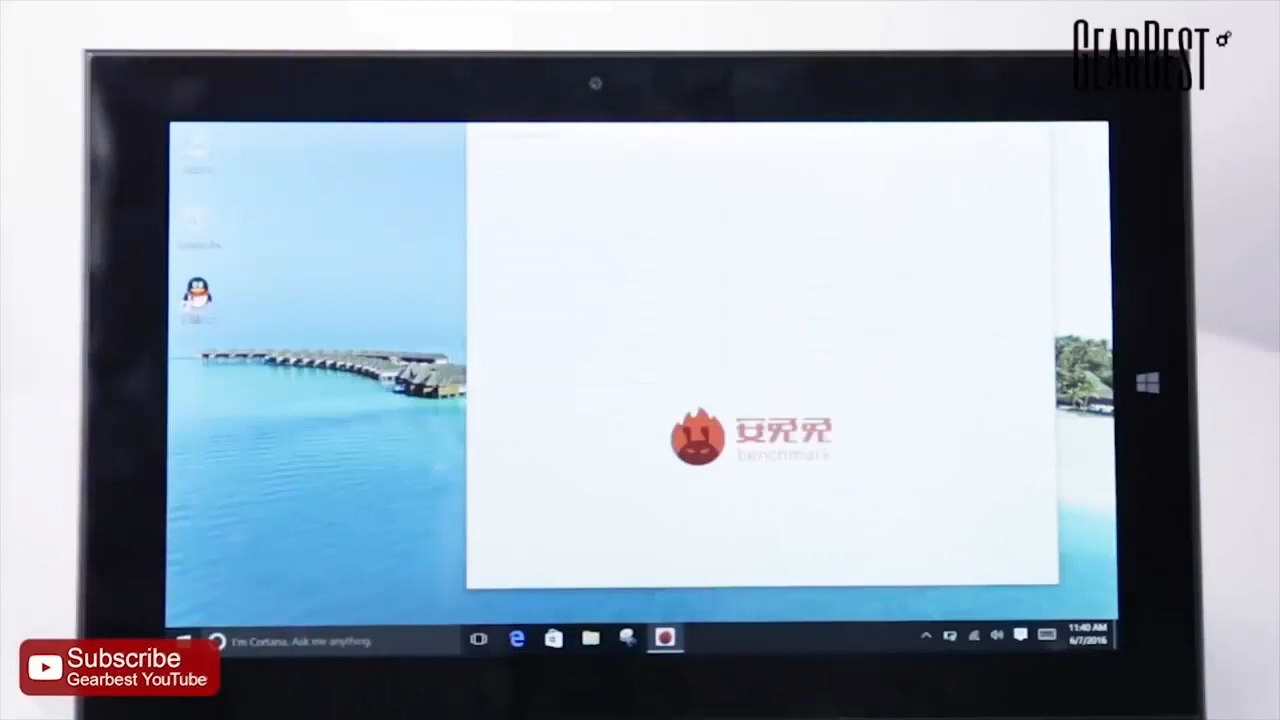 GEARBEST
安兔兔
benchmark
I'm Cortana. Ask me anything.
11:40 AM
6/7/2016
Subscribe
Gearbest YouTube